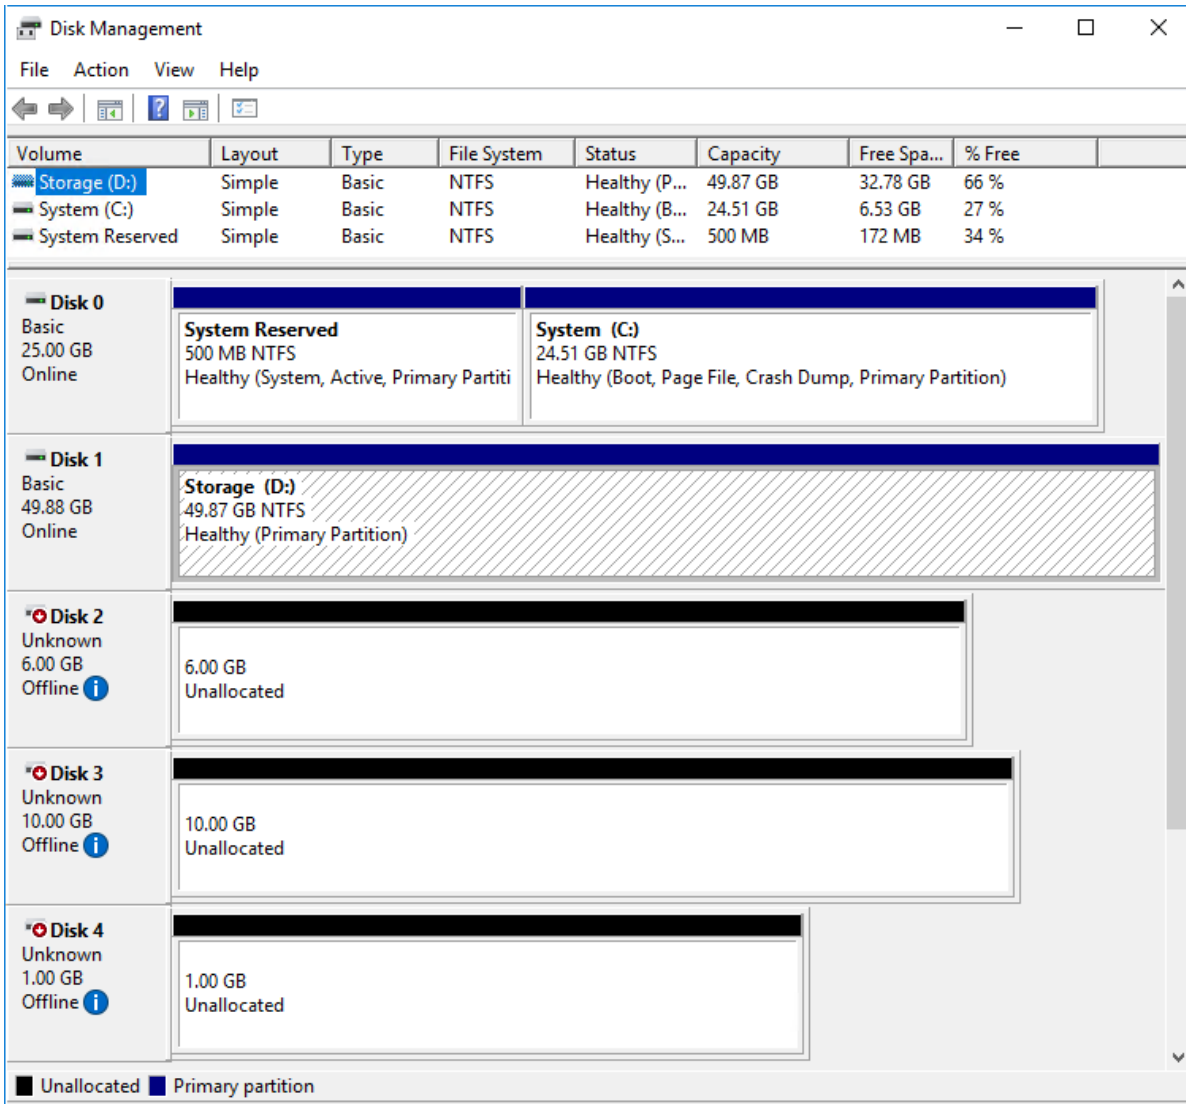 Disk Management
File Action View Help
Volume Layout Type File System Status Capacity Free Spa... % Free
Storage (D:) Simple Basic NTFS Healthy (P... 49.87 GB 32.78 GB 66 %
System (C:) Simple Basic NTFS Healthy (B... 24.51 GB 6.53 GB 27 %
System Reserved Simple Basic NTFS Healthy (S... 500 MB 172 MB 34 %
Disk 0
Basic
25.00 GB
Online
System Reserved
500 MB NTFS
Healthy (System, Active, Primary Partiti
System (C:)
24.51 GB NTFS
Healthy (Boot, Page File, Crash Dump, Primary Partition)
Disk 1
Basic
49.88 GB
Online
Storage (D:)
49.87 GB NTFS
Healthy (Primary Partition)
Disk 2
Unknown
6.00 GB
Offline
6.00 GB
Unallocated
Disk 3
Unknown
10.00 GB
Offline
10.00 GB
Unallocated
Disk 4
Unknown
1.00 GB
Offline
1.00 GB
Unallocated
Unallocated Primary partition